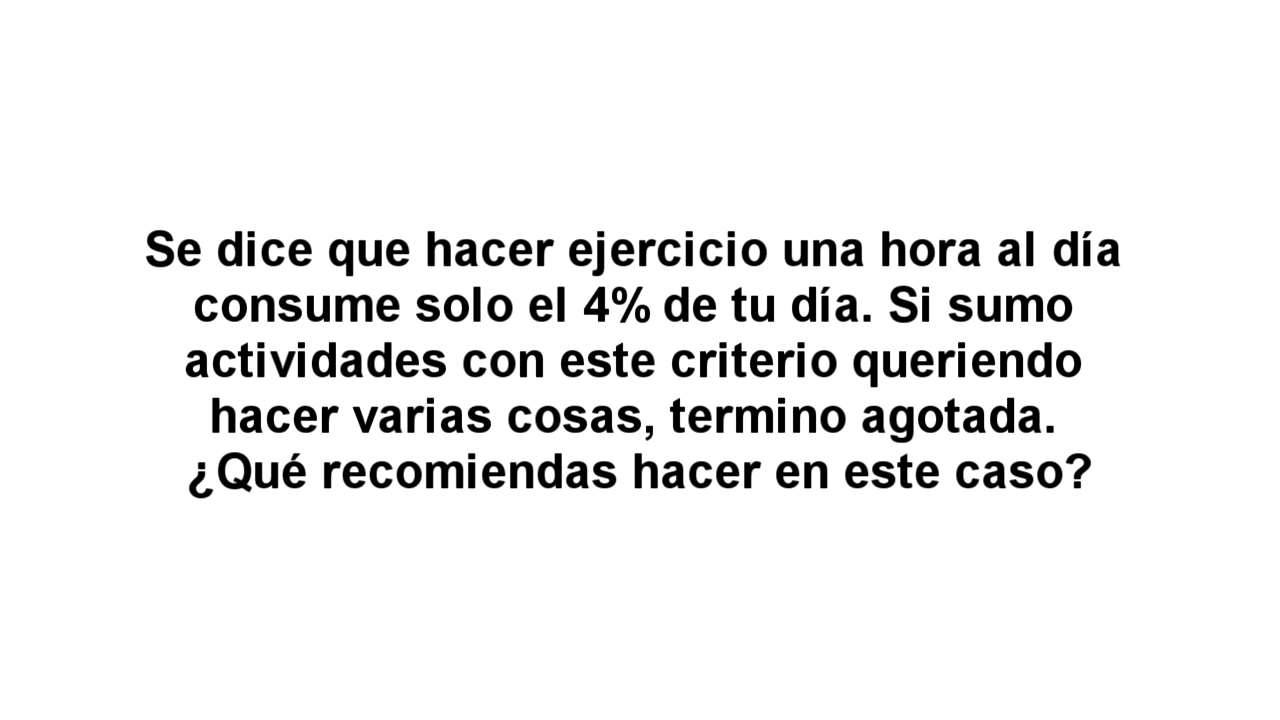 Se dice que hacer ejercicio una hora al día
consume solo el 4% de tu día. Si sumo
actividades con este criterio queriendo
hacer varias cosas, termino agotada.
¿Qué recomiendas hacer en este caso?